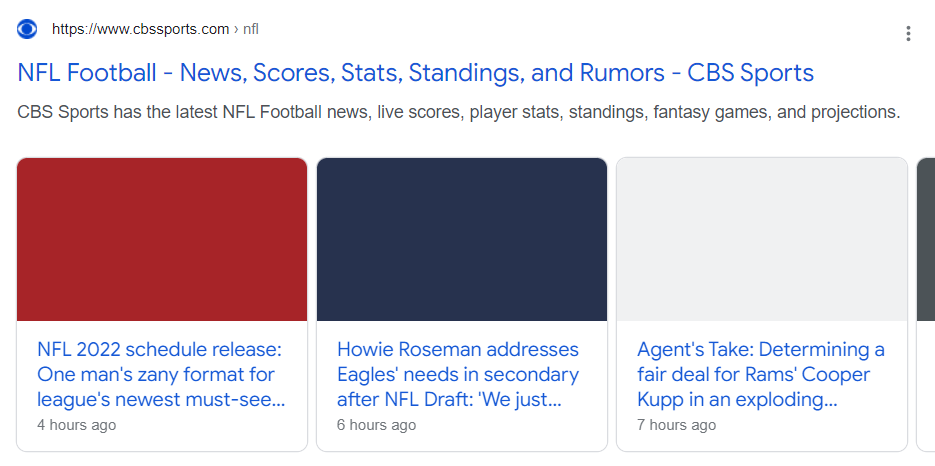 https://www.cbssports.com › nfl
NFL Football - News, Scores, Stats, Standings, and Rumors - CBS Sports
CBS Sports has the latest NFL Football news, live scores, player stats, standings, fantasy games, and projections.
NFL 2022 schedule release:
One man's zany format for
league's newest must-see...
4 hours ago
Howie Roseman addresses
Eagles' needs in secondary
after NFL Draft: 'We just...
6 hours ago
Agent's Take: Determining a
fair deal for Rams' Cooper
Kupp in an exploding...
7 hours ago